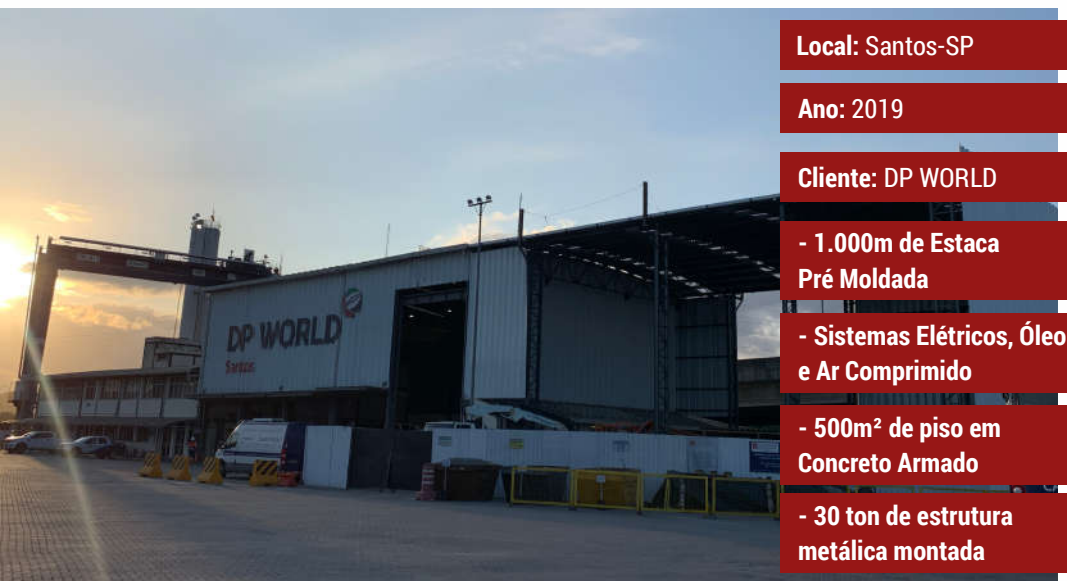 Local: Santos-SP
Ano: 2019
Cliente: DP WORLD
- 1.000m de Estaca
Pré Moldada
- Sistemas Elétricos, Óleo
e Ar Comprimido
- 500m² de piso em
Concreto Armado
- 30 ton de estrutura
metálica montada
DP WORLD
Santos